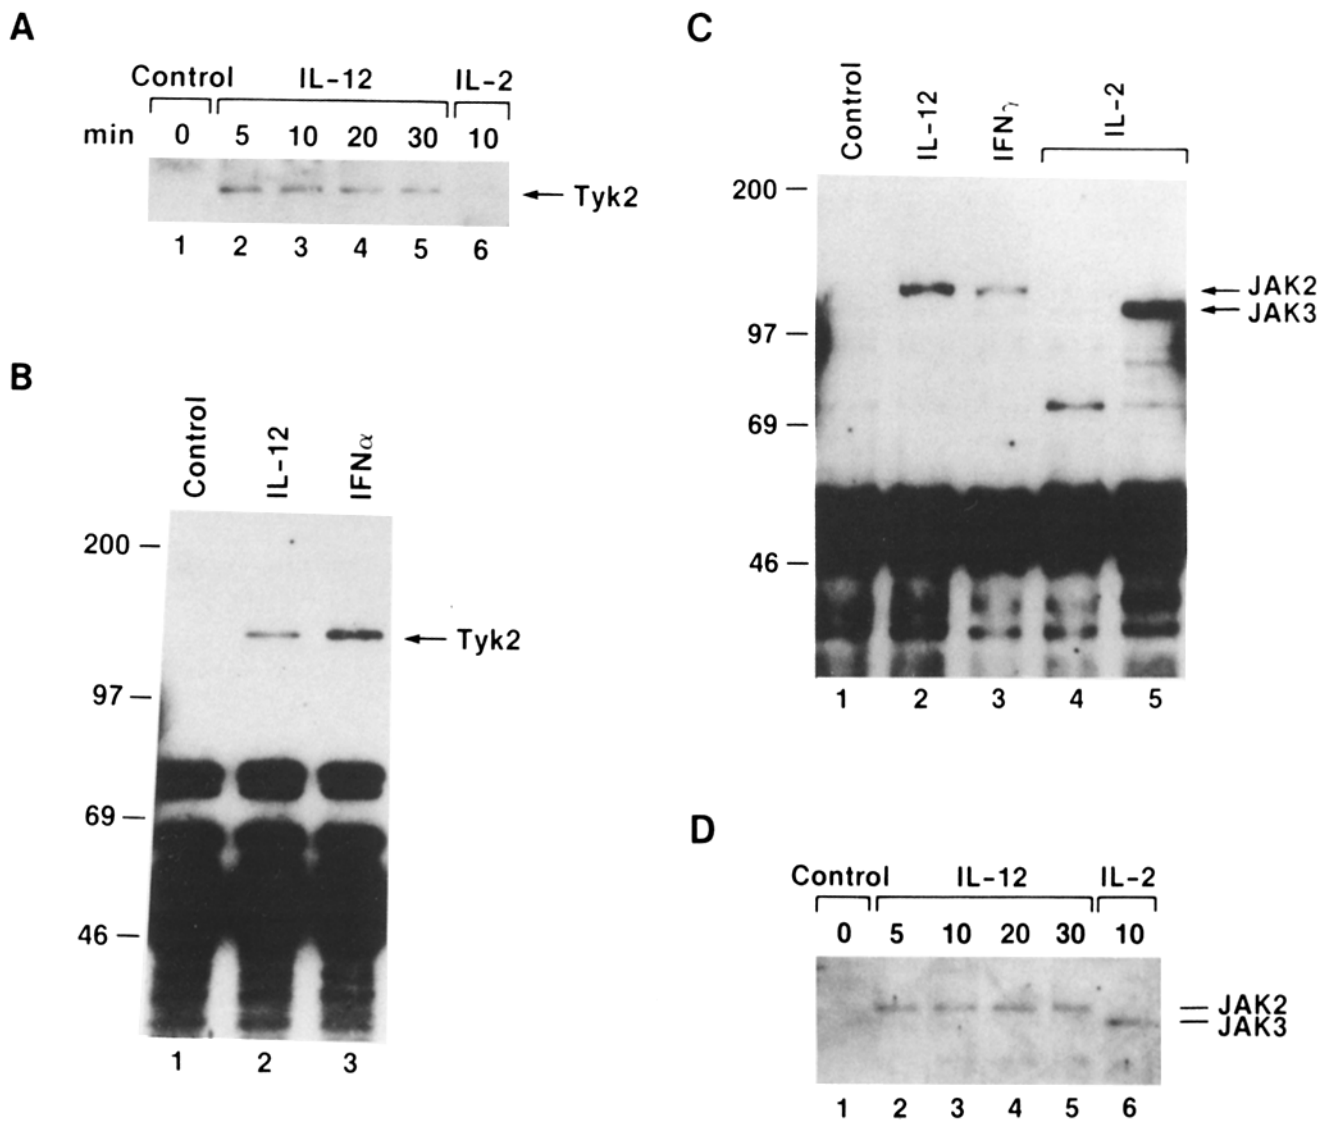 A
Control IL-12 IL-2
min 0 5 10 20 30 10
Tyk2
1 2 3 4 5 6
B
Control IL-12 IFNα
200
Tyk2
97
69
46
1 2 3
C
Control IL-12 IFNγ IL-2
200
JAK2
JAK3
97
69
46
1 2 3 4 5
D
Control IL-12 IL-2
0 5 10 20 30 10
JAK2
JAK3
1 2 3 4 5 6